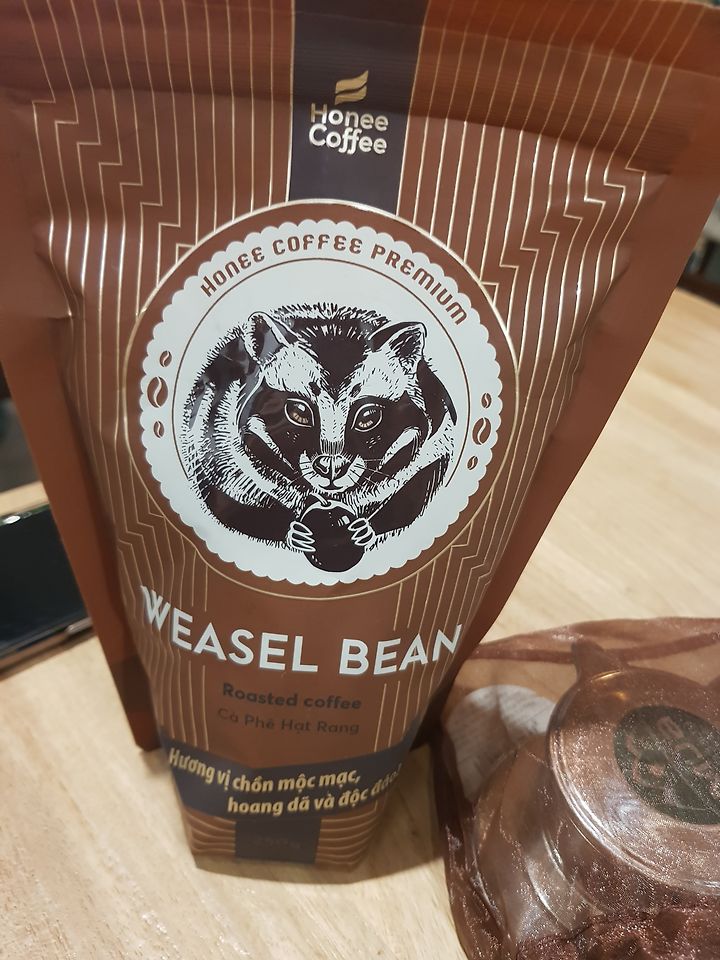 Honee
Coffee
HONEE COFFEE PREMIUM
WEASEL BEAN
Roasted coffee
Cà Phê Hạt Rang
Hương vị chồn mộc mạc,
hoang dã và độc đáo!
250g